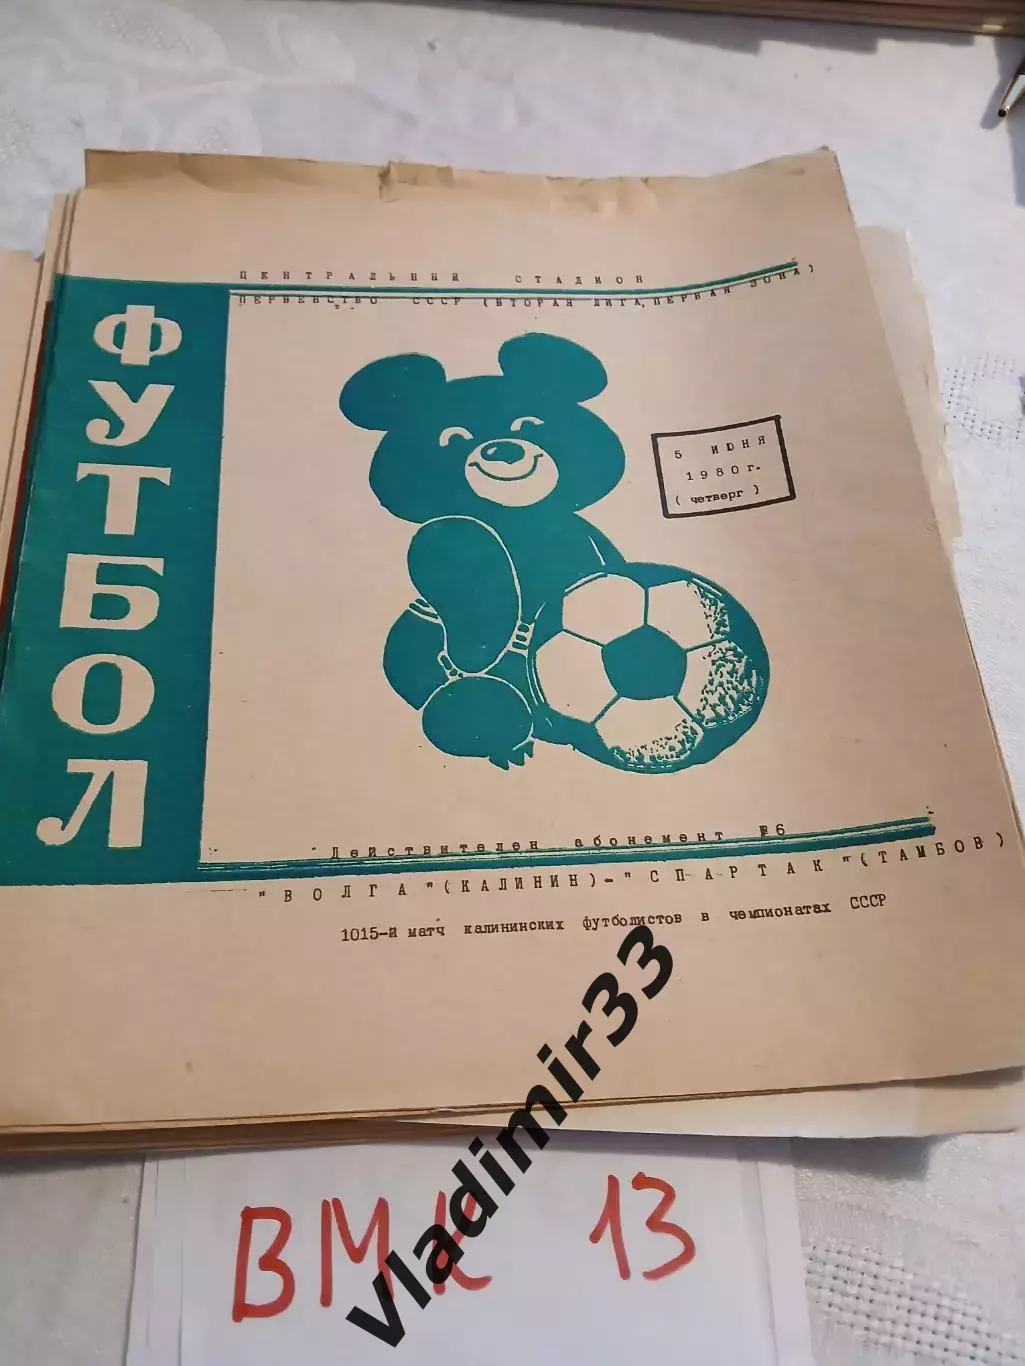 ЦЕНТРАЛЬНЫЙ СТАДИОН
ПЕРВЕНСТВО СССР (ВТОРАЯ ЛИГА, ПЕРВАЯ ЗОНА)
ФУТБОЛ
5 ИЮНЯ
1980 г.
( четверг )
Действителен абонемент №6
"ВОЛГА"(КАЛИНИН)-"СПАРТАК"(ТАМБОВ)
1015-й матч калининских футболистов в чемпионатах СССР
vladimir33
ВМК 13